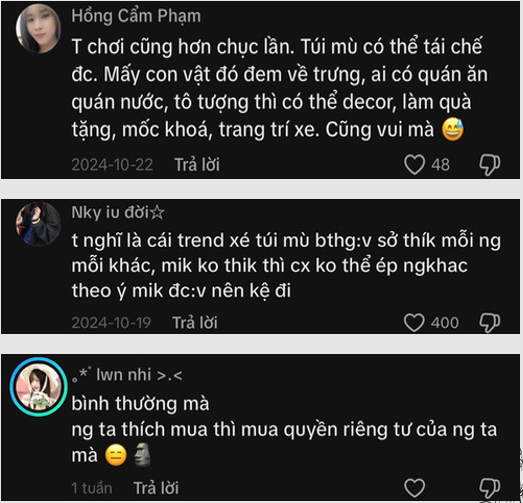 Hồng Cẩm Phạm
T chơi cũng hơn chục lần. Túi mù có thể tái chế
đc. Mấy con vật đó đem về trưng, ai có quán ăn
quán nước, tô tượng thì có thể decor, làm quà
tặng, mốc khoá, trang trí xe. Cũng vui mà 😅
2024-10-22 Trả lời 48
Nky iu đời☆
t nghĩ là cái trend xé túi mù bthg:v sở thík mỗi ng
mỗi khác, mik ko thik thì cx ko thể ép ngkhac
theo ý mik đc:v nên kệ đi
2024-10-19 Trả lời 400
｡*ﾟlwn nhi >.<
bình thường mà
ng ta thích mua thì mua quyền riêng tư của ng ta
mà 😑🗿
1 tuần Trả lời